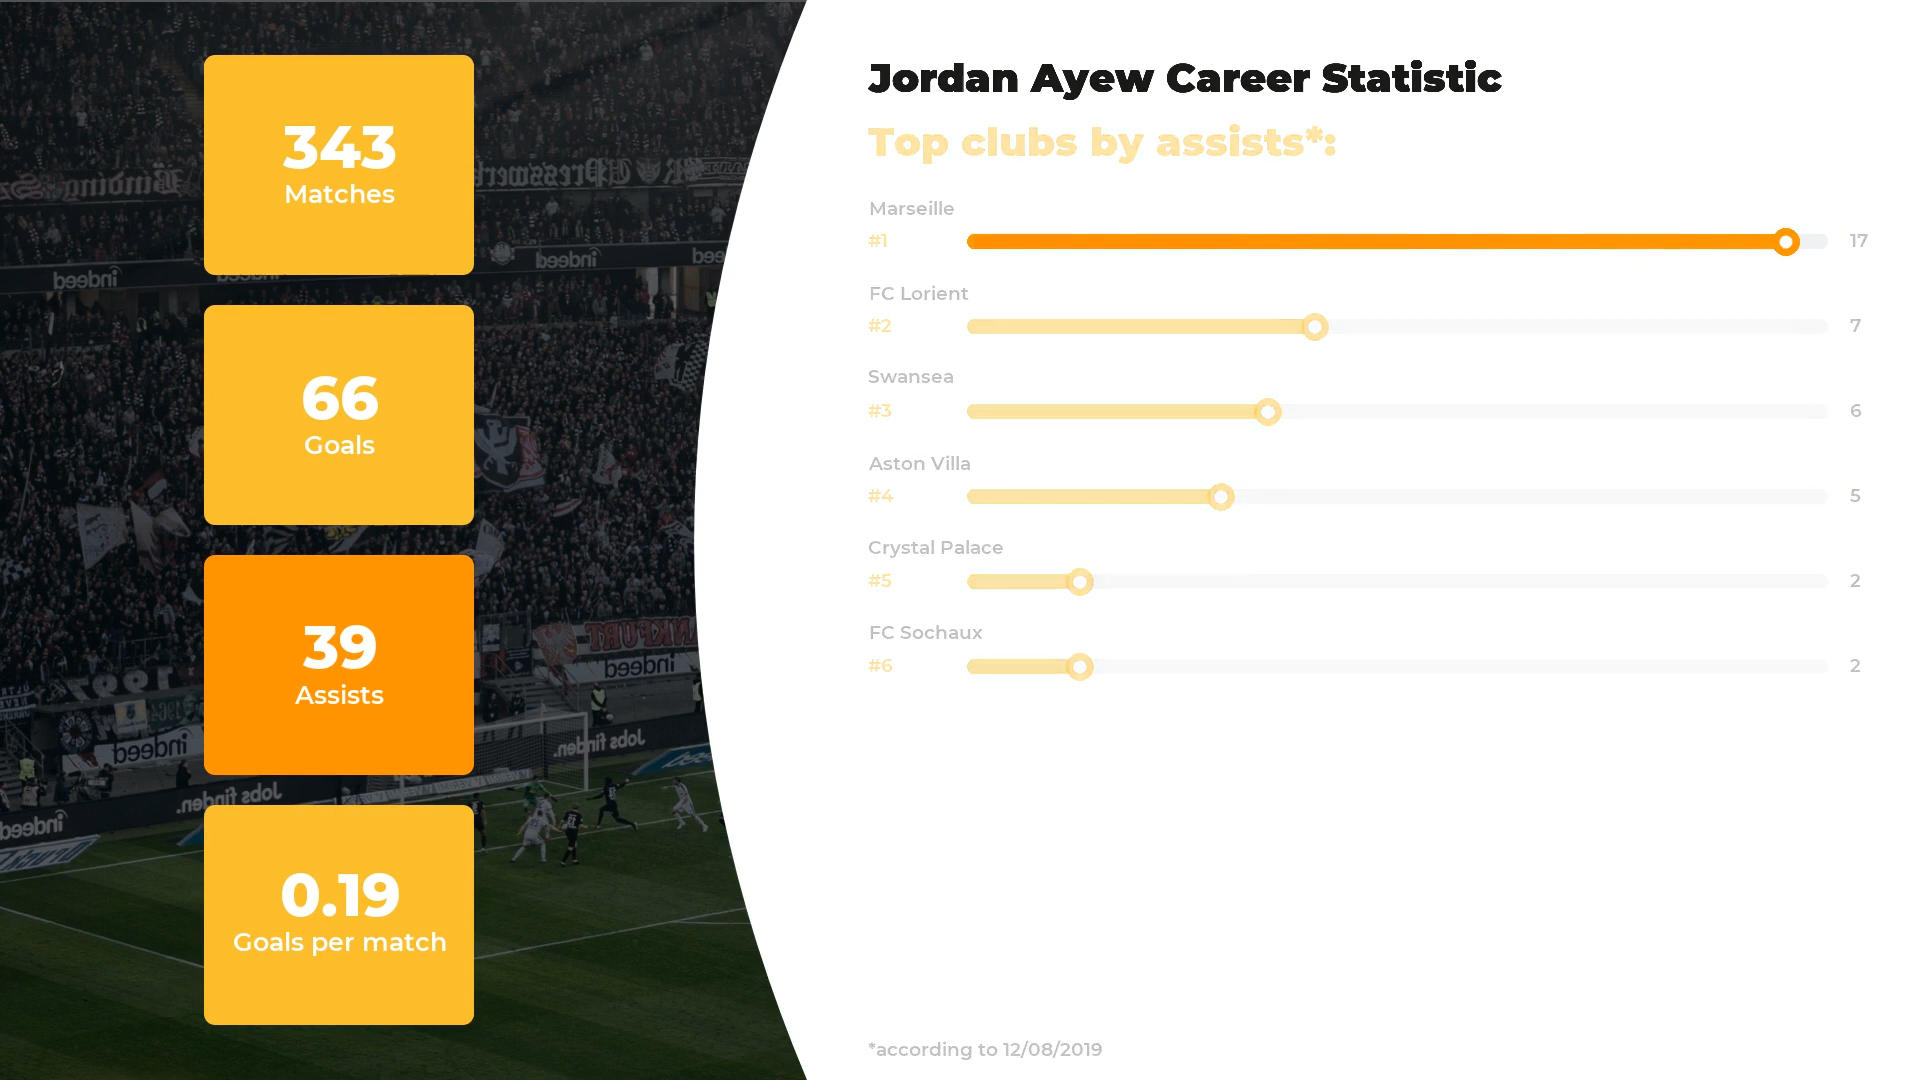 343
Matches
66
Goals
39
Assists
0.19
Goals per match
Jordan Ayew Career Statistic
Top clubs by assists*:
Marseille
#1 17
FC Lorient
#2 7
Swansea
#3 6
Aston Villa
#4 5
Crystal Palace
#5 2
FC Sochaux
#6 2
*according to 12/08/2019